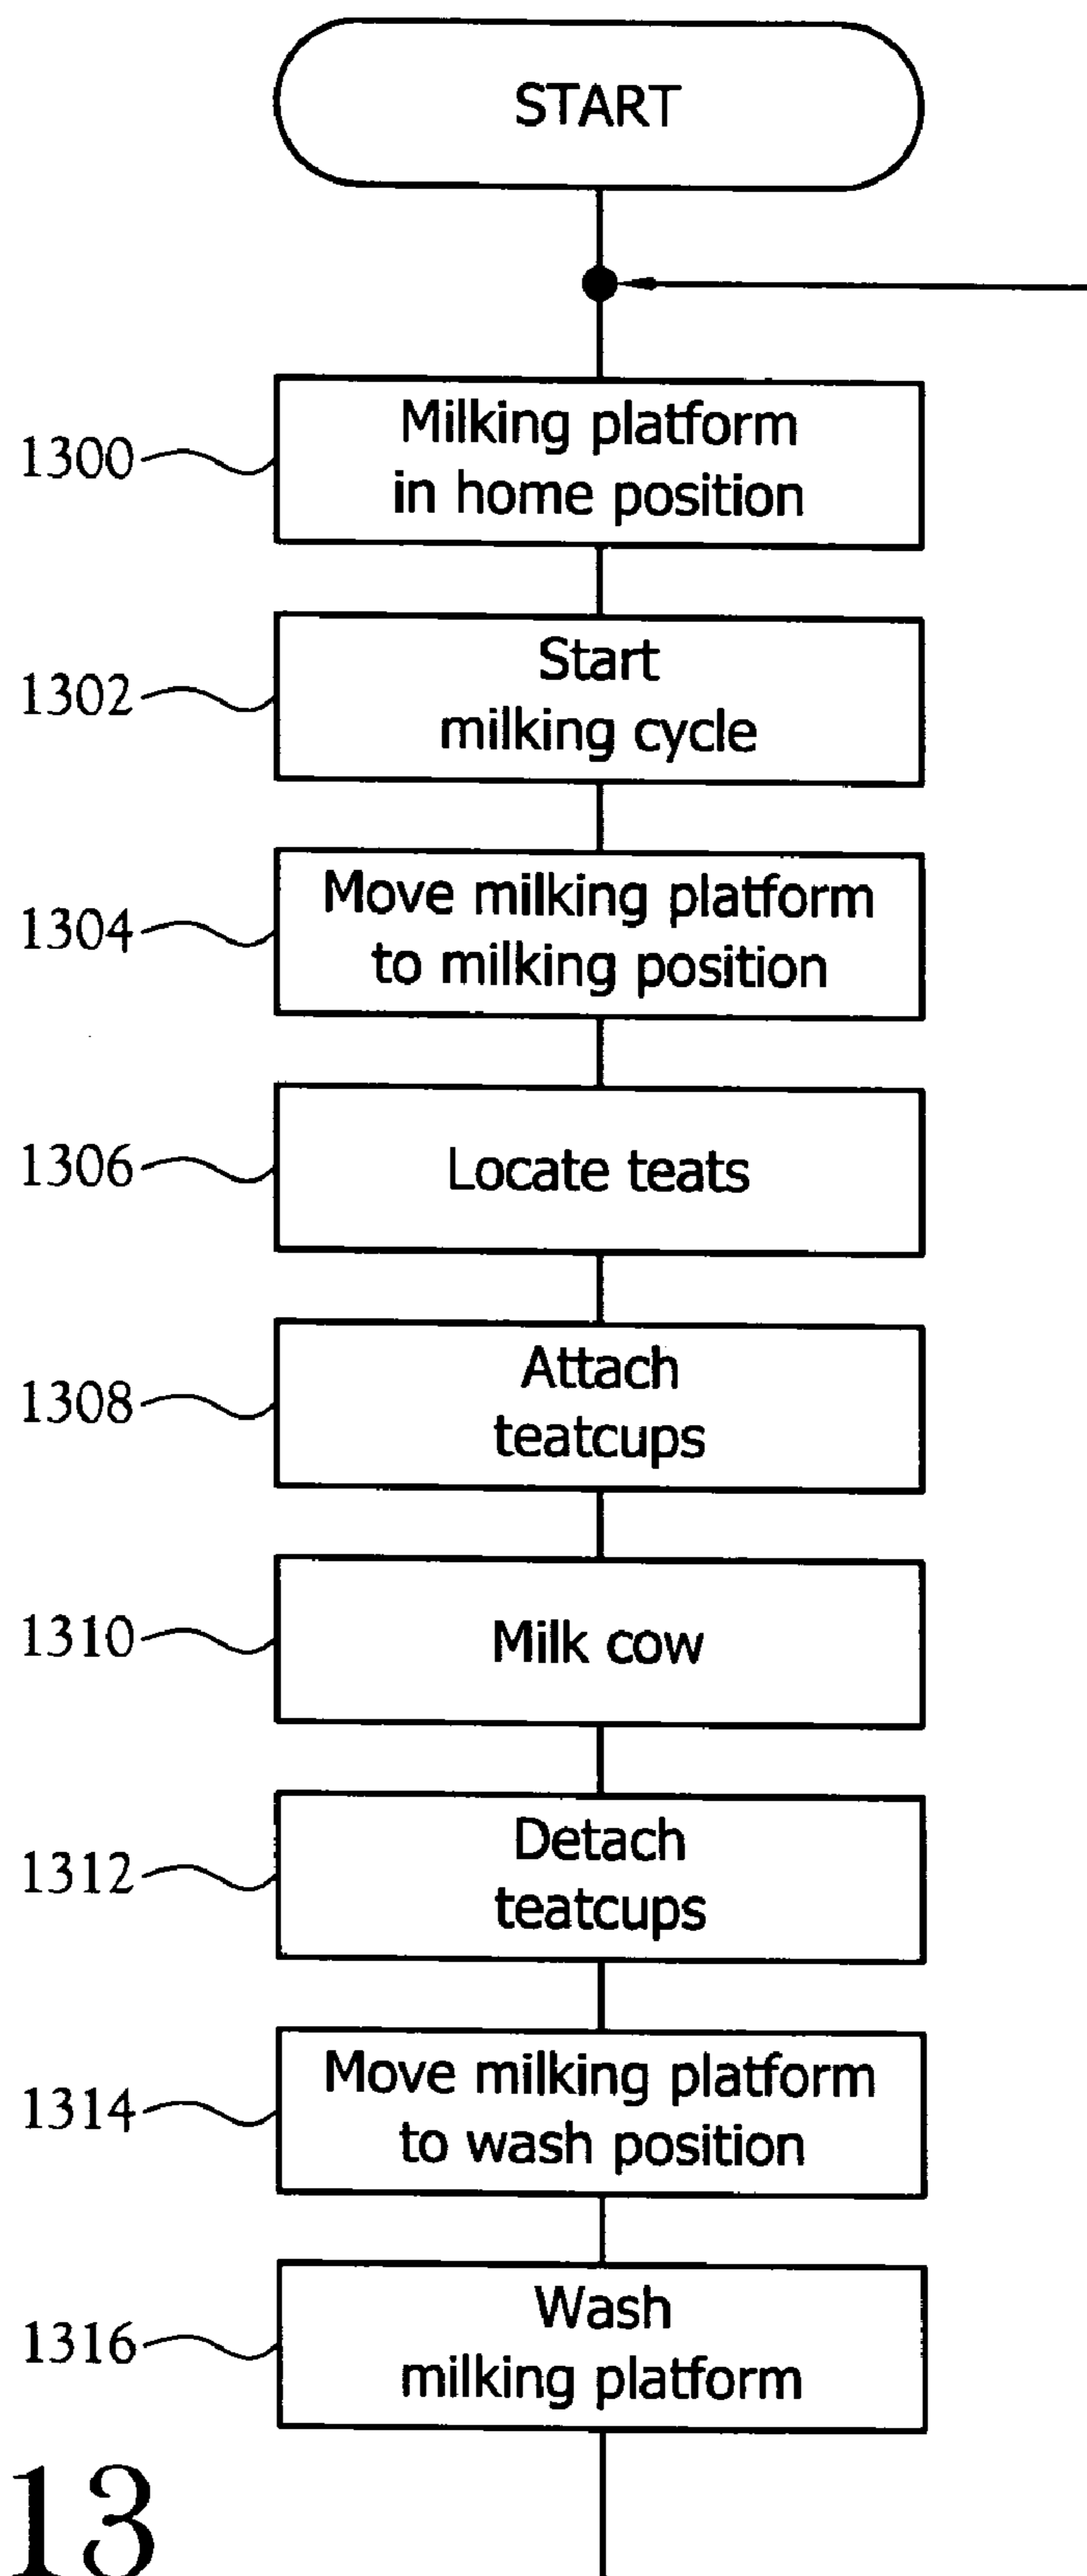 START
1300
Milking platform
in home position
1302
Start
milking cycle
1304
Move milking platform
to milking position
1306
Locate teats
1308
Attach
teatcups
1310
Milk cow
1312
Detach
teatcups
1314
Move milking platform
to wash position
1316
Wash
milking platform
13